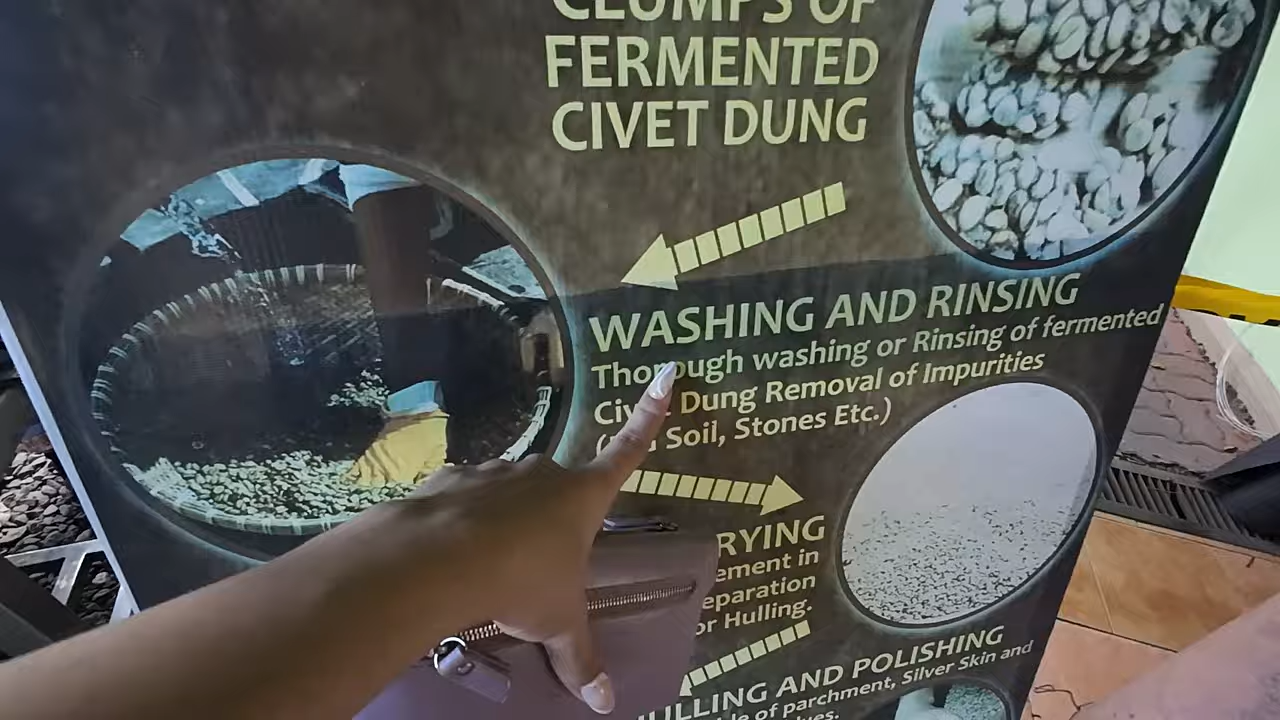 CLUMPS OF
FERMENTED
CIVET DUNG
WASHING AND RINSING
Thorough washing or Rinsing of fermented
Civet Dung Removal of Impurities
Soil, Stones Etc.)
RYING
ement in
eparation
or Hulling.
HULLING AND POLISHING
of parchment, Silver Skin and